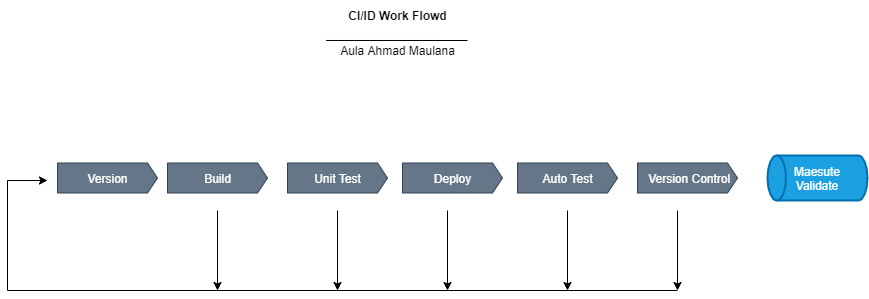 CI/ID Work Flowd
Aula Ahmad Maulana
Version
Build
Unit Test
Deploy
Auto Test
Version Control
Maesute
Validate